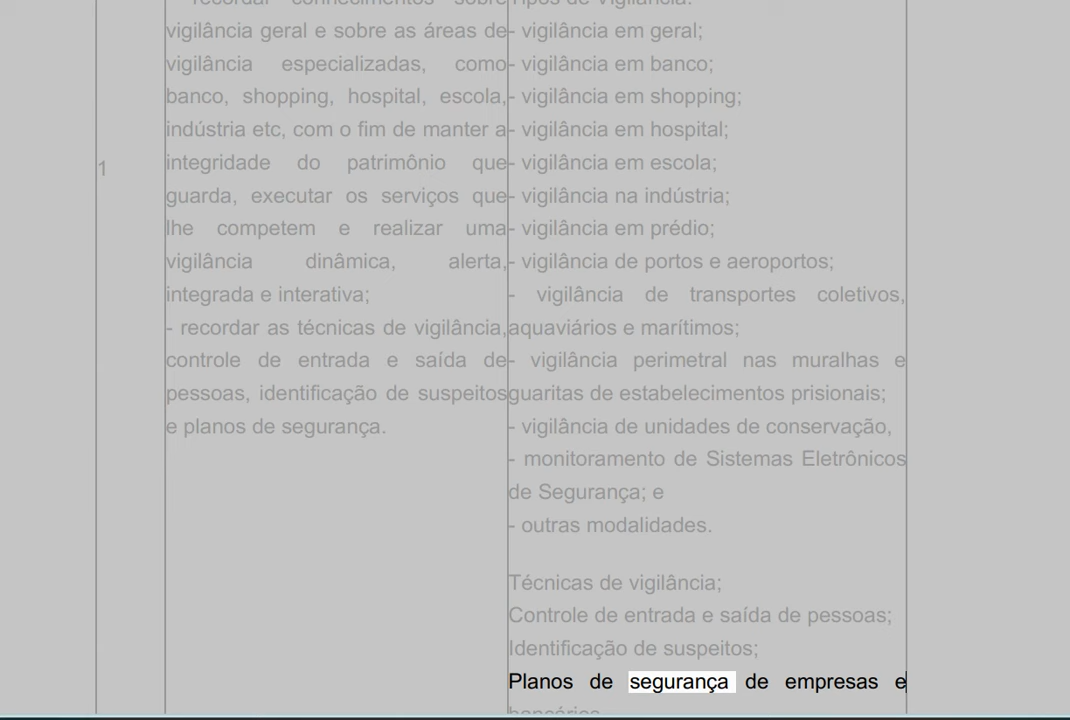 - recordar conhecimentos sobre
vigilância geral e sobre as áreas de
vigilância especializadas, como
banco, shopping, hospital, escola,
indústria etc, com o fim de manter a
integridade do patrimônio que
guarda, executar os serviços que
lhe competem e realizar uma
vigilância dinâmica, alerta,
integrada e interativa;
- recordar as técnicas de vigilância,
controle de entrada e saída de
pessoas, identificação de suspeitos
e planos de segurança.
1
Tipos de Vigilância:
- vigilância em geral;
- vigilância em banco;
- vigilância em shopping;
- vigilância em hospital;
- vigilância em escola;
- vigilância na indústria;
- vigilância em prédio;
- vigilância de portos e aeroportos;
- vigilância de transportes coletivos,
aquaviários e marítimos;
- vigilância perimetral nas muralhas e
guaritas de estabelecimentos prisionais;
- vigilância de unidades de conservação,
- monitoramento de Sistemas Eletrônicos
de Segurança; e
- outras modalidades.
Técnicas de vigilância;
Controle de entrada e saída de pessoas;
Identificação de suspeitos;
Planos de segurança de empresas e